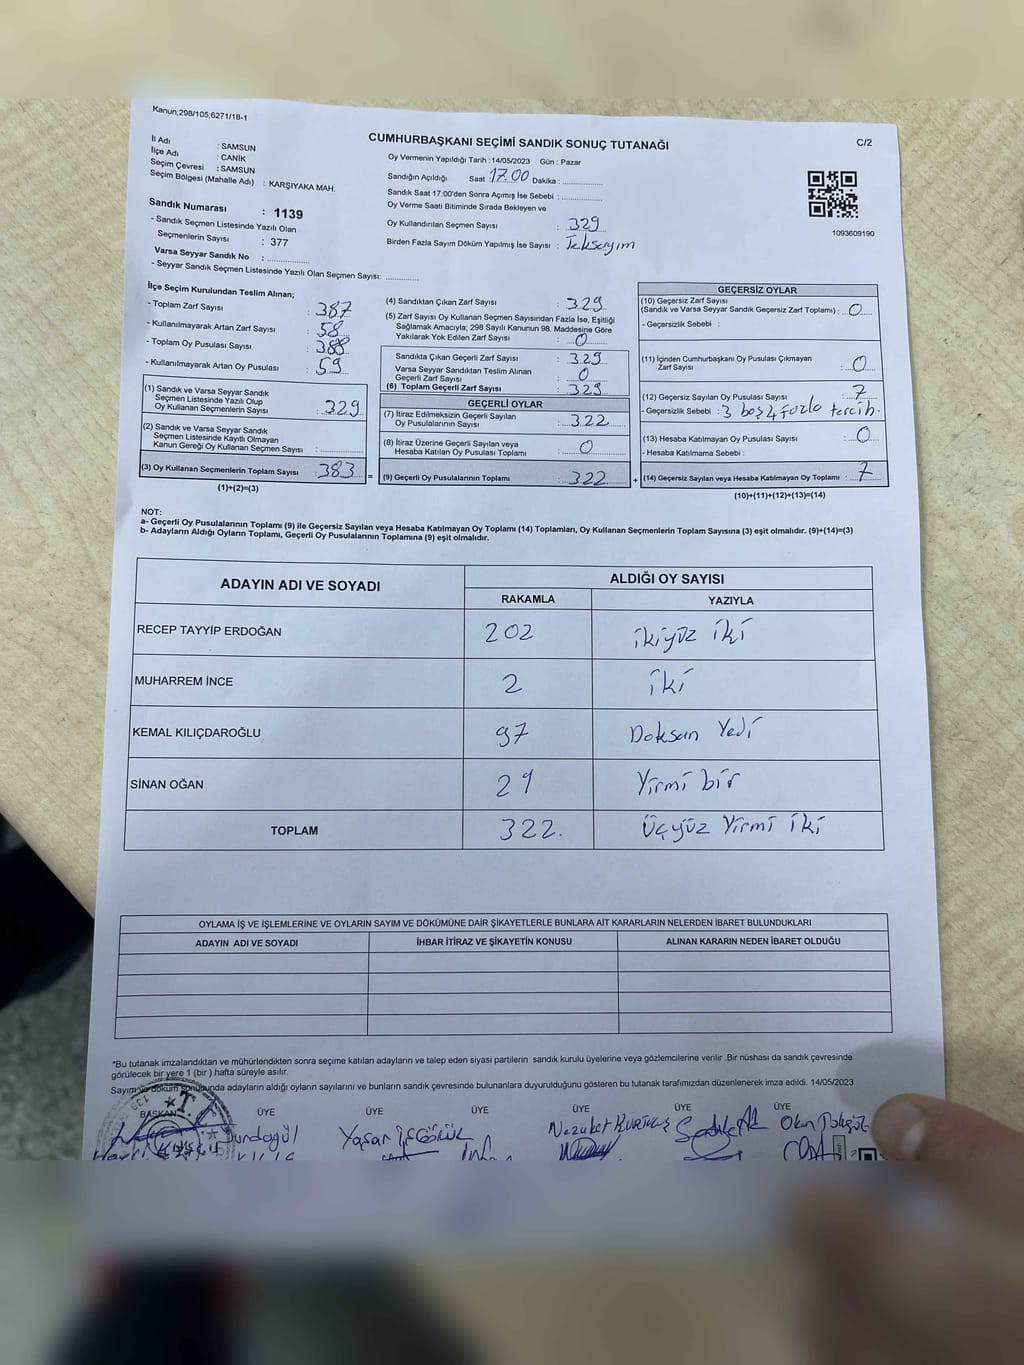 Kanun;298/105;6271/18-1
C/2
CUMHURBAŞKANI SEÇİMİ SANDIK SONUÇ TUTANAĞI
İl Adı : SAMSUN
İlçe Adı : CANİK
Seçim Çevresi : SAMSUN
Seçim Bölgesi (Mahalle Adı) : KARŞIYAKA MAH.
Sandık Numarası : 1139
- Sandık Seçmen Listesinde Yazılı Olan
Seçmenlerin Sayısı : 377
Varsa Seyyar Sandık No : ..............
- Seyyar Sandık Seçmen Listesinde Yazılı Olan Seçmen Sayısı: ...........
Oy Vermenin Yapıldığı Tarih :14/05/2023 Gün : Pazar
Sandığın Açıldığı Saat 17.00 Dakika : ..............
Sandık Saat 17:00'den Sonra Açımış İse Sebebi : ..............
Oy Verme Saati Bitiminde Sırada Bekleyen ve
Oy Kullandırılan Seçmen Sayısı : 329
Birden Fazla Sayım Döküm Yapılmış İse Sayısı : Teksayım
1093609190
İlçe Seçim Kurulundan Teslim Alınan;
- Toplam Zarf Sayısı : 387
- Kullanılmayarak Artan Zarf Sayısı : 58
- Toplam Oy Pusulası Sayısı : 388
- Kullanılmayarak Artan Oy Pusulası : 59
(1) Sandık ve Varsa Seyyar Sandık
Seçmen Listesinde Yazılı Olup
Oy Kullanan Seçmenlerin Sayısı : 329
(2) Sandık ve Varsa Seyyar Sandık
Seçmen Listesinde Kayıtlı Olmayan
Kanun Gereği Oy Kullanan Seçmen Sayısı :
(3) Oy Kullanan Seçmenlerin Toplam Sayısı : 383 =
(1)+(2)=(3)
(4) Sandıktan Çıkan Zarf Sayısı : 329
(5) Zarf Sayısı Oy Kullanan Seçmen Sayısından Fazla İse, Eşitliği
Sağlamak Amacıyla; 298 Sayılı Kanunun 98. Maddesine Göre
Yakılarak Yok Edilen Zarf Sayısı : 0
Sandıkta Çıkan Geçerli Zarf Sayısı : 329
Varsa Seyyar Sandıktan Teslim Alınan
Geçerli Zarf Sayısı : 0
(6) Toplam Geçerli Zarf Sayısı : 329
GEÇERLİ OYLAR
(7) İtiraz Edilmeksizin Geçerli Sayılan
Oy Pusulalarının Sayısı : 322
(8) İtiraz Üzerine Geçerli Sayılan veya
Hesaba Katılan Oy Pusulası Toplamı : 0
(9) Geçerli Oy Pusulalarının Toplamı : 322 +
GEÇERSİZ OYLAR
(10) Geçersiz Zarf Sayısı
(Sandık ve Varsa Seyyar Sandık Geçersiz Zarf Toplamı) : 0
- Geçersizlik Sebebi :
(11) İçinden Cumhurbaşkanı Oy Pusulası Çıkmayan
Zarf Sayısı : 0
(12) Geçersiz Sayılan Oy Pusulası Sayısı : 7
- Geçersizlik Sebebi : 3 boş 4 fazla tercih.
(13) Hesaba Katılmayan Oy Pusulası Sayısı : 0
- Hesaba Katılmama Sebebi :
(14) Geçersiz Sayılan veya Hesaba Katılmayan Oy Toplamı : 7
(10)+(11)+(12)+(13)=(14)
NOT:
a- Geçerli Oy Pusulalarının Toplamı (9) ile Geçersiz Sayılan veya Hesaba Katılmayan Oy Toplamı (14) Toplamları, Oy Kullanan Seçmenlerin Toplam Sayısına (3) eşit olmalıdır. (9)+(14)=(3)
b- Adayların Aldığı Oyların Toplamı, Geçerli Oy Pusulalarının Toplamına (9) eşit olmalıdır.
ADAYIN ADI VE SOYADI ALDIĞI OY SAYISI
RAKAMLA YAZIYLA
RECEP TAYYİP ERDOĞAN 202 ikiyüz iki
MUHARREM İNCE 2 iki
KEMAL KILIÇDAROĞLU 97 Doksan Yedi
SİNAN OĞAN 21 Yirmi bir
TOPLAM 322. Üçyüz Yirmi iki
OYLAMA İŞ VE İŞLEMLERİNE VE OYLARIN SAYIM VE DÖKÜMÜNE DAİR ŞİKAYETLERLE BUNLARA AİT KARARLARIN NELERDEN İBARET BULUNDUKLARI
ADAYIN ADI VE SOYADI İHBAR İTİRAZ VE ŞİKAYETİN KONUSU ALINAN KARARIN NEDEN İBARET OLDUĞU
*Bu tutanak imzalandıktan ve mühürlendikten sonra seçime katılan adayların ve talep eden siyasi partilerin sandık kurulu üyelerine veya gözlemcilerine verilir .Bir nüshası da sandık çevresinde
görülecek bir yere 1 (bir ) hafta süreyle asılır.
Sayım ve döküm sonucunda adayların aldığı oyların sayılarını ve bunların sandık çevresinde bulunanlara duyurulduğunu gösteren bu tutanak tarafımızdan düzenlenerek imza edildi. 14/05/2023
BAŞKAN ÜYE ÜYE ÜYE ÜYE ÜYE ÜYE
Yaşar Nezaket